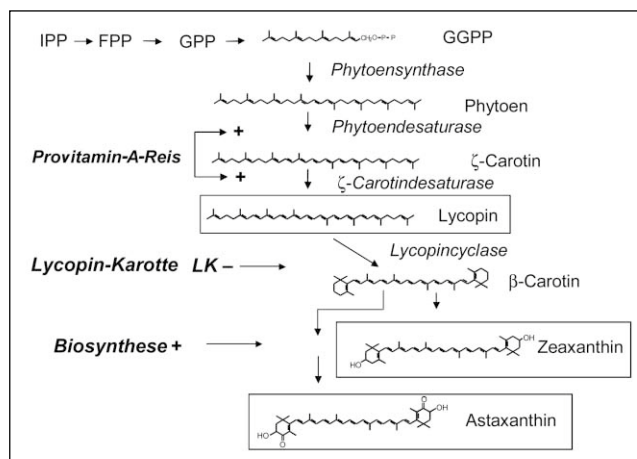 IPP → FPP → GPP → CH₂O-P-P GGPP
Phytoensynthase
Phytoen
+ Phytoendesaturase
Provitamin-A-Reis
+ ζ-Carotin
ζ-Carotindesaturase
Lycopin
Lycopincyclase
Lycopin-Karotte LK –
β-Carotin
OH
Biosynthese + Zeaxanthin
HO
O
OH
Astaxanthin
HO
O